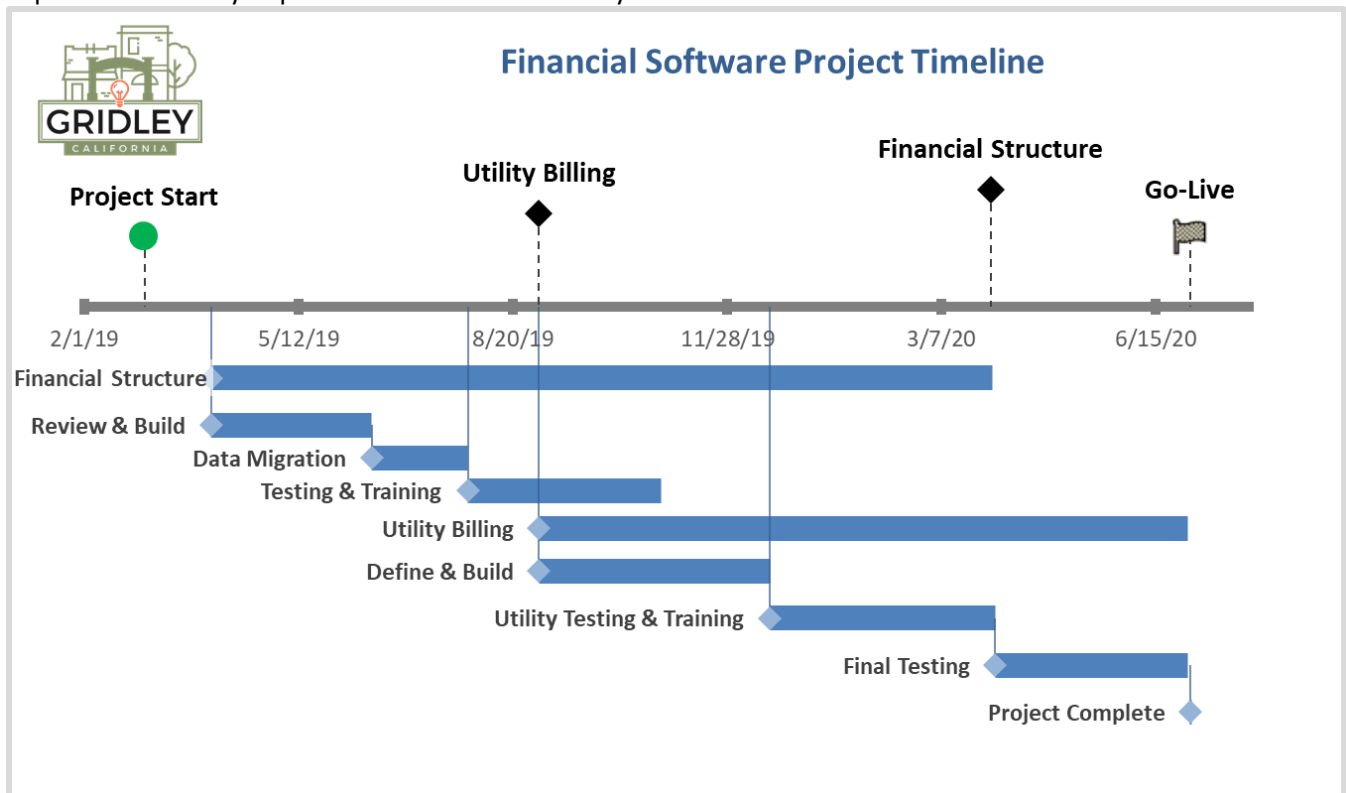 Financial Software Project Timeline
GRIDLEY
CALIFORNIA
Financial Structure
Utility Billing
Go-Live
Project Start
2/1/19 5/12/19 8/20/19 11/28/19 3/7/20 6/15/20
Financial Structure
Review & Build
Data Migration
Testing & Training
Utility Billing
Define & Build
Utility Testing & Training
Final Testing
Project Complete